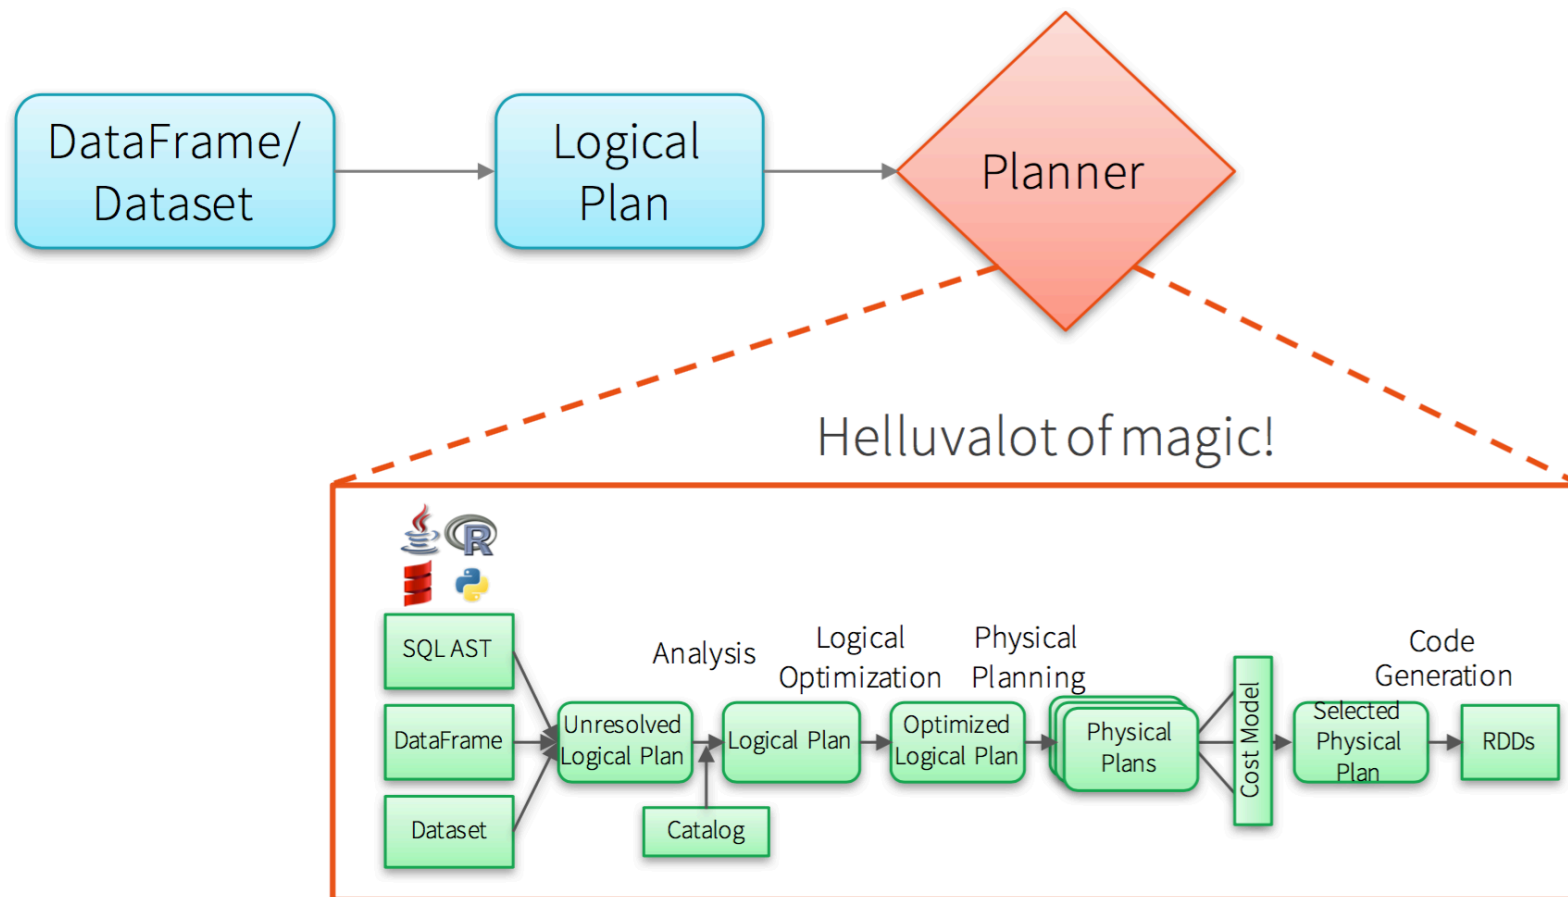 DataFrame/
Dataset
Logical
Plan
Planner
Helluvalot of magic!
R
SQL AST
DataFrame
Dataset
Unresolved
Logical Plan
Analysis
Catalog
Logical Plan
Logical
Optimization
Optimized
Logical Plan
Physical
Planning
Physical
Plans
Cost Model
Selected
Physical
Plan
Code
Generation
RDDs